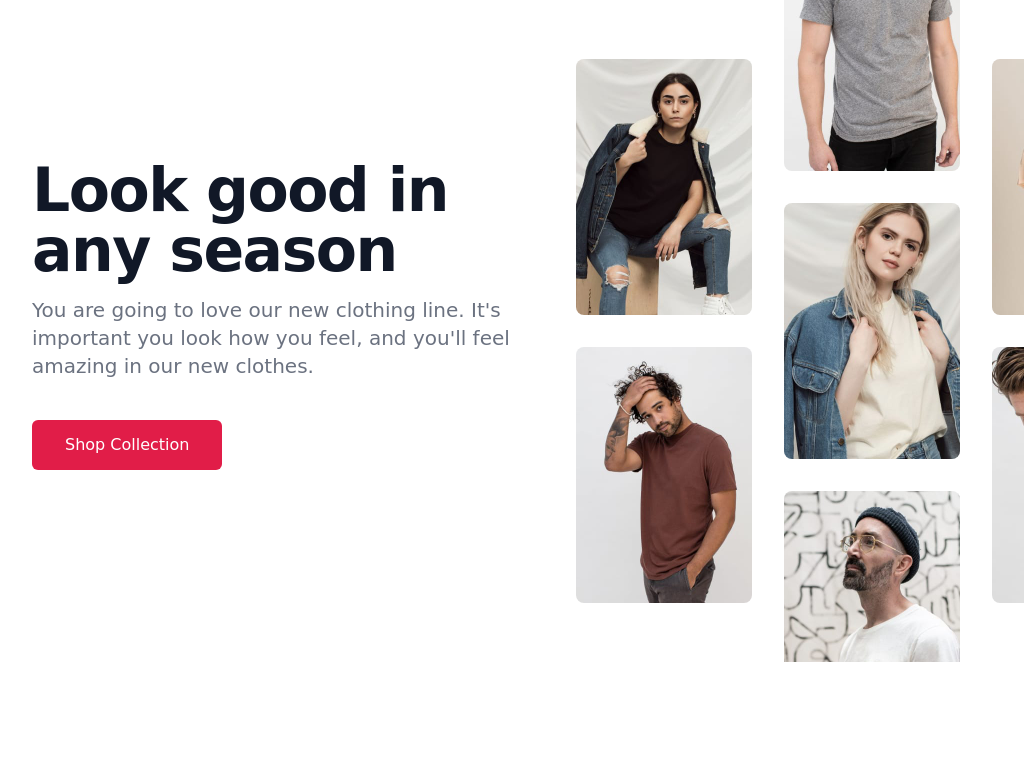 Look good in
any season
You are going to love our new clothing line. It's
important you look how you feel, and you'll feel
amazing in our new clothes.
Shop Collection